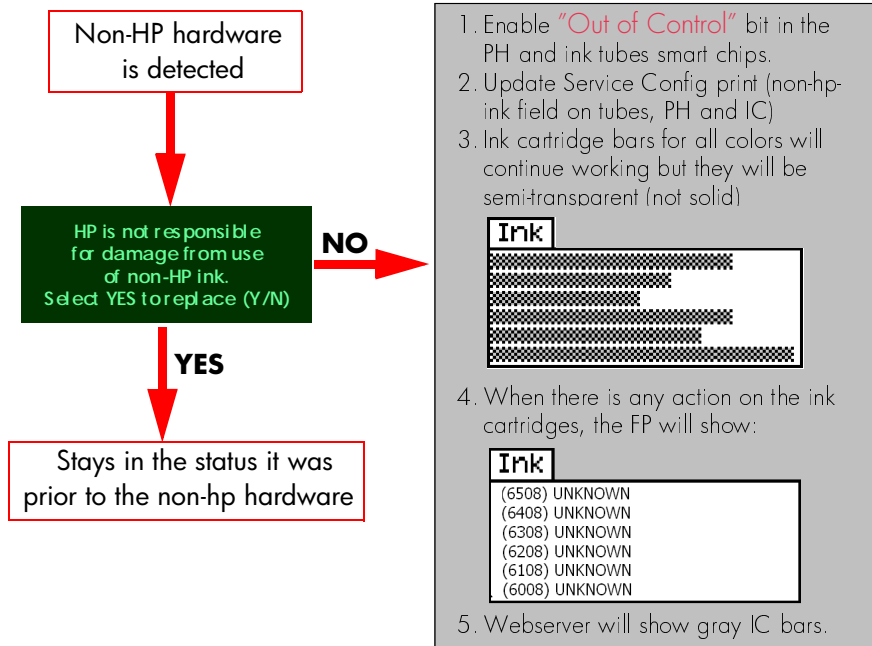 Non-HP hardware
is detected
HP is not responsible
for damage from use
of non-HP ink.
Select YES to replace (Y/N)
NO
YES
Stays in the status it was
prior to the non-hp hardware
1. Enable "Out of Control" bit in the
PH and ink tubes smart chips.
2. Update Service Config print (non-hp-
ink field on tubes, PH and IC)
3. Ink cartridge bars for all colors will
continue working but they will be
semi-transparent (not solid)
Ink
4. When there is any action on the ink
cartridges, the FP will show:
Ink
(6508) UNKNOWN
(6408) UNKNOWN
(6308) UNKNOWN
(6208) UNKNOWN
(6108) UNKNOWN
(6008) UNKNOWN
5. Webserver will show gray IC bars.